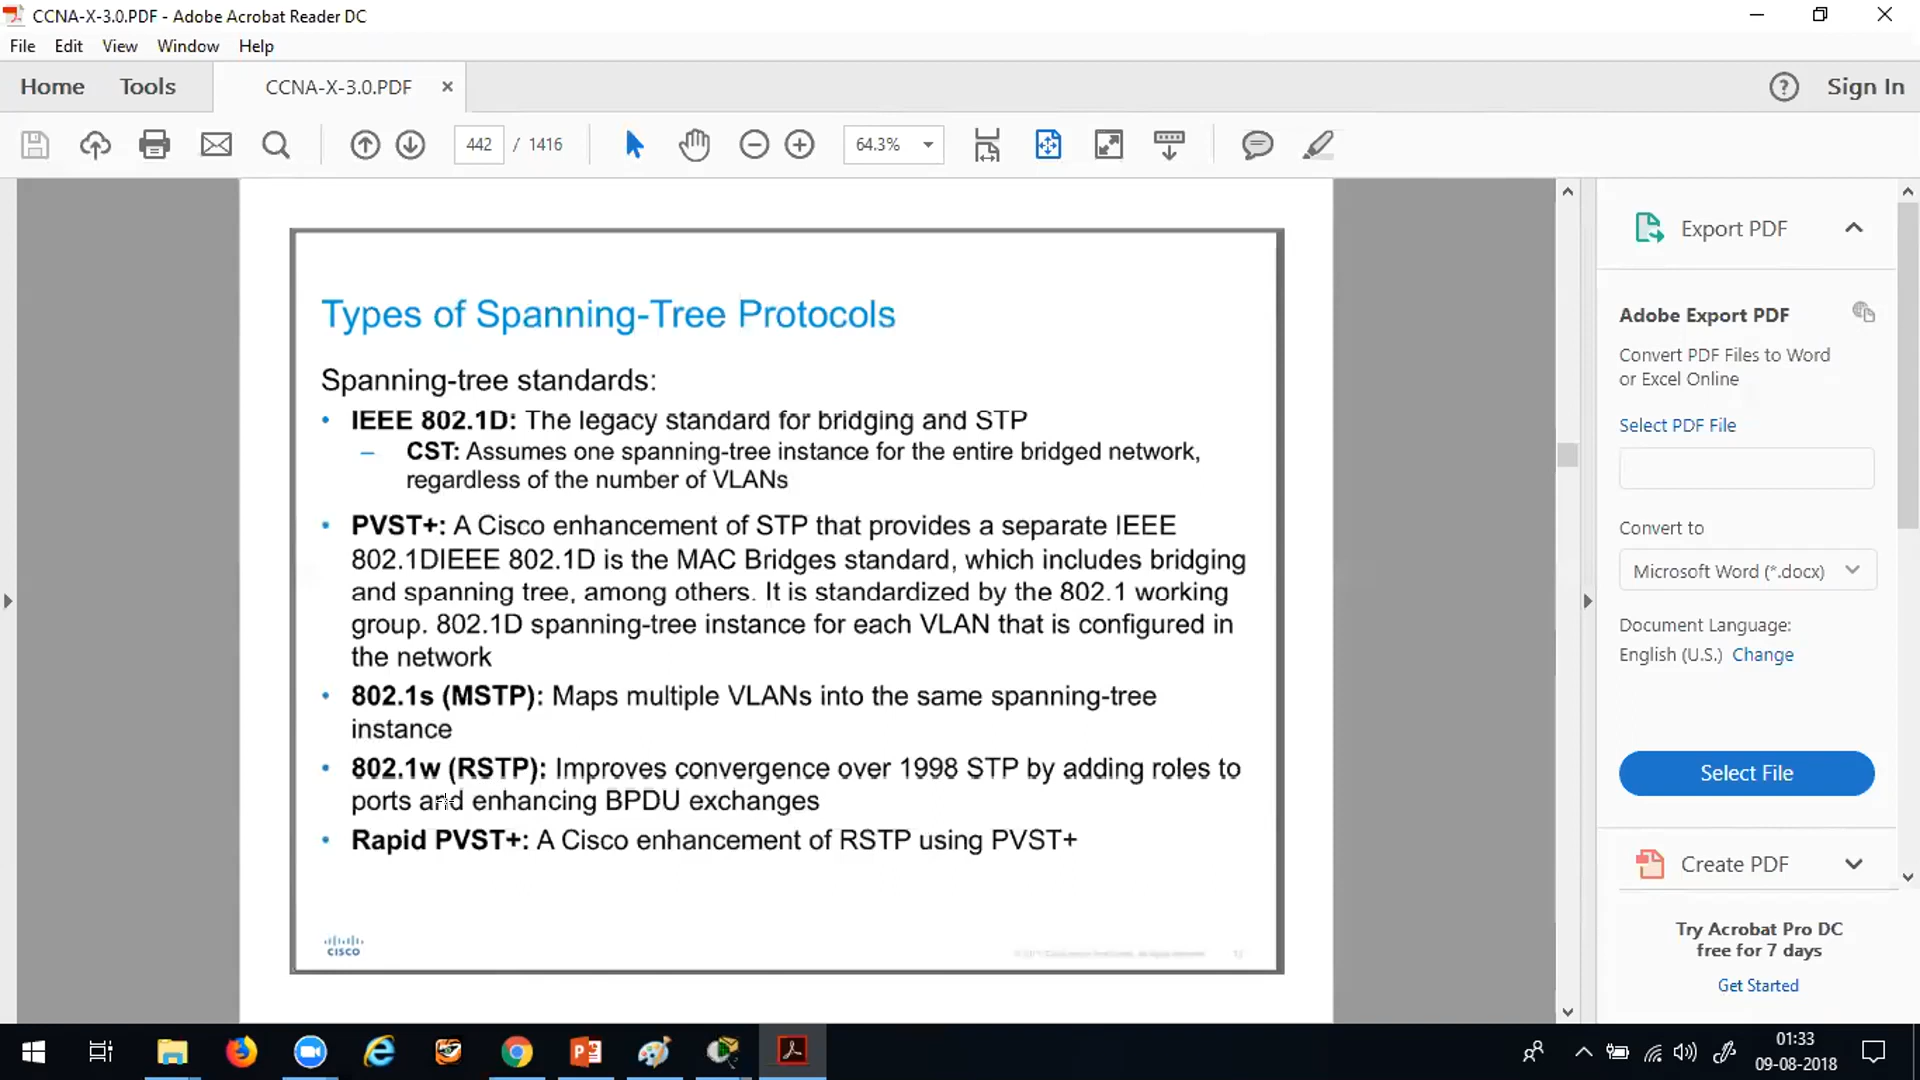 CCNA-X-3.0.PDF - Adobe Acrobat Reader DC
File Edit View Window Help
Home Tools CCNA-X-3.0.PDF × Sign In
442 / 1416 64.3%
Types of Spanning-Tree Protocols
Spanning-tree standards:
• IEEE 802.1D: The legacy standard for bridging and STP
– CST: Assumes one spanning-tree instance for the entire bridged network,
regardless of the number of VLANs
• PVST+: A Cisco enhancement of STP that provides a separate IEEE
802.1DIEEE 802.1D is the MAC Bridges standard, which includes bridging
and spanning tree, among others. It is standardized by the 802.1 working
group. 802.1D spanning-tree instance for each VLAN that is configured in
the network
• 802.1s (MSTP): Maps multiple VLANs into the same spanning-tree
instance
• 802.1w (RSTP): Improves convergence over 1998 STP by adding roles to
ports and enhancing BPDU exchanges
• Rapid PVST+: A Cisco enhancement of RSTP using PVST+
CISCO
Export PDF
Adobe Export PDF
Convert PDF Files to Word
or Excel Online
Select PDF File
Convert to
Microsoft Word (*.docx)
Document Language:
English (U.S.) Change
Select File
Create PDF
Try Acrobat Pro DC
free for 7 days
Get Started
01:33
09-08-2018